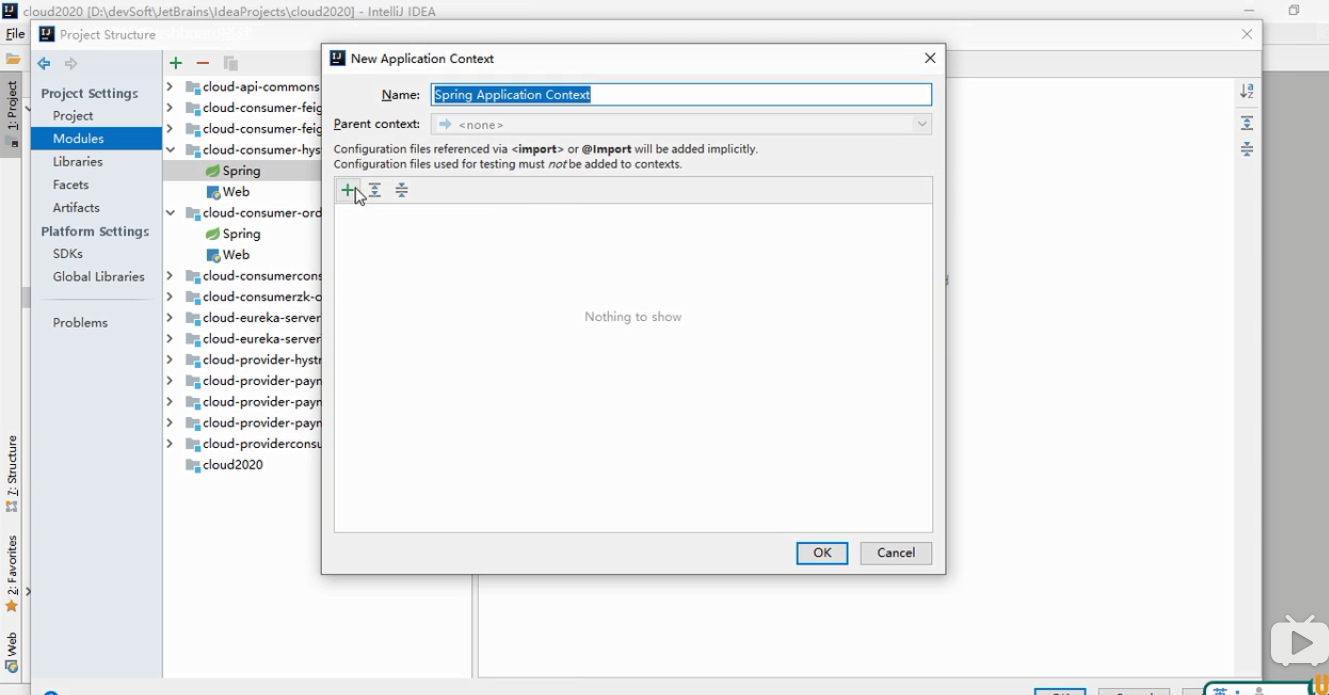 cloud2020 [D:\devSoft\JetBrains\IdeaProjects\cloud2020] - IntelliJ IDEA
File
Project Structure
New Application Context
Project Settings
Project
Modules
Libraries
Facets
Artifacts
Platform Settings
SDKs
Global Libraries
Problems
cloud-api-commons
cloud-consumer-feig
cloud-consumer-feig
cloud-consumer-hys
Spring
Web
cloud-consumer-ord
Spring
Web
cloud-consumercons
cloud-consumerzk-o
cloud-eureka-server
cloud-eureka-server
cloud-provider-hystr
cloud-provider-payn
cloud-provider-payn
cloud-provider-payn
cloud-providerconsu
cloud2020
Name: Spring Application Context
Parent context: <none>
Configuration files referenced via <import> or @Import will be added implicitly.
Configuration files used for testing must not be added to contexts.
Nothing to show
OK Cancel
1: Project
7: Structure
2: Favorites
Web
英